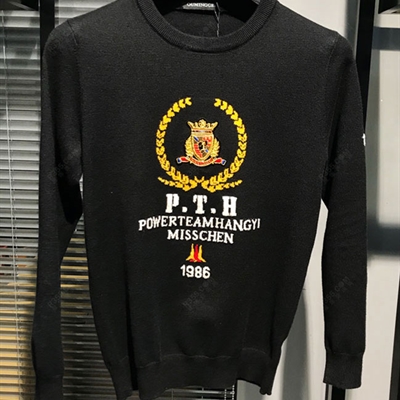 P.T.H
POWERTEAMHANGYI
MISSCHEN
1986